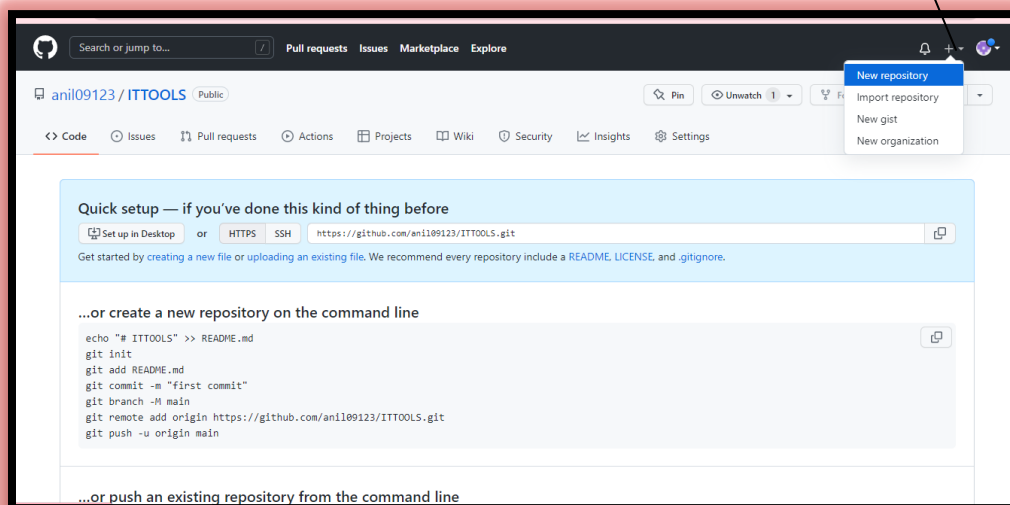 Search or jump to... / Pull requests Issues Marketplace Explore
New repository
Import repository
New gist
New organization
anil09123 / ITTOOLS Public
Pin Unwatch 1
<> Code Issues Pull requests Actions Projects Wiki Security Insights Settings
Quick setup — if you've done this kind of thing before
Set up in Desktop or HTTPS SSH https://github.com/anil09123/ITTOOLS.git
Get started by creating a new file or uploading an existing file. We recommend every repository include a README, LICENSE, and .gitignore.
...or create a new repository on the command line
echo "# ITTOOLS" >> README.md
git init
git add README.md
git commit -m "first commit"
git branch -M main
git remote add origin https://github.com/anil09123/ITTOOLS.git
git push -u origin main
...or push an existing repository from the command line